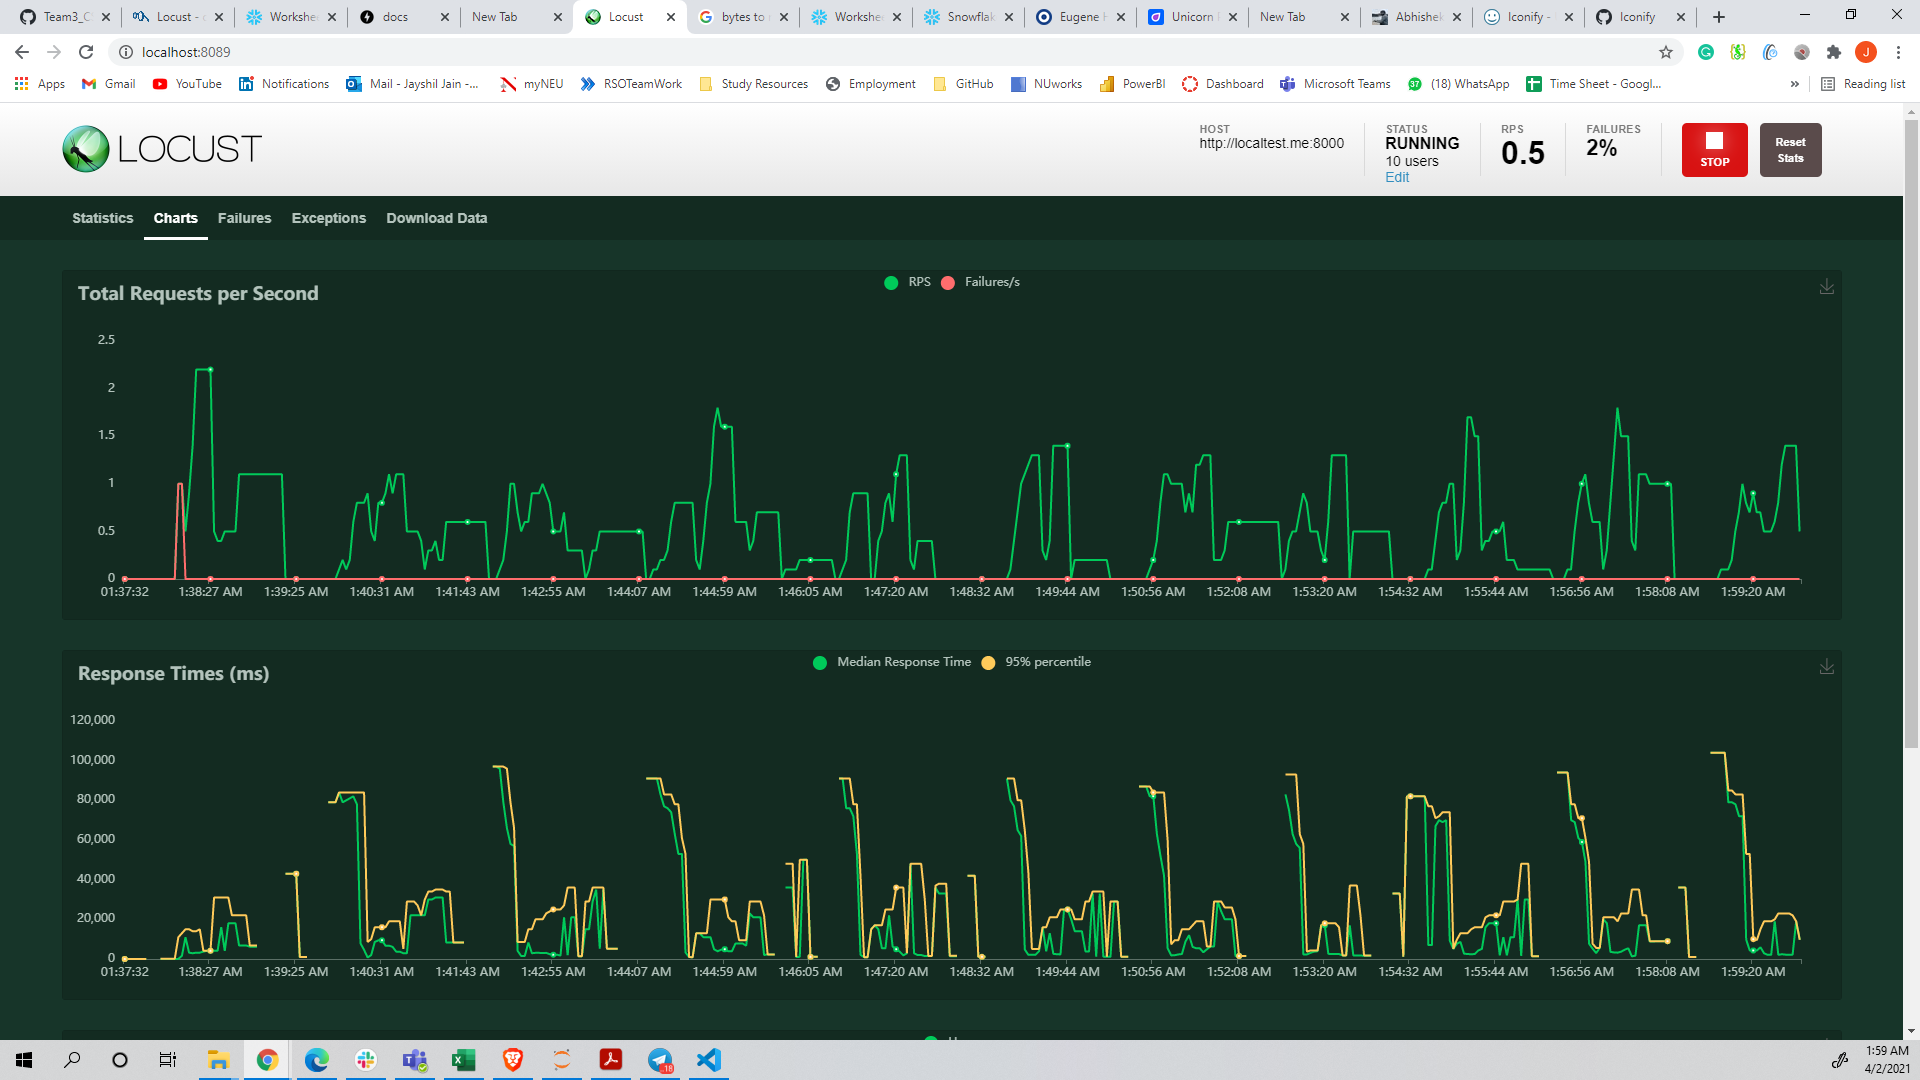 Team3_C
Locust -
Workshe
docs
New Tab
Locust
bytes to
Workshe
Snowflak
Eugene
Unicorn
New Tab
Abhishek
Iconify -
Iconify
localhost:8089
J
Apps
Gmail
YouTube
Notifications
Mail - Jayshil Jain -...
myNEU
RSOTeamWork
Study Resources
Employment
GitHub
NUworks
PowerBI
Dashboard
Microsoft Teams
37
(18) WhatsApp
Time Sheet - Googl...
»
Reading list
LOCUST
HOST
http://localtest.me:8000
STATUS
RUNNING
10 users
Edit
RPS
0.5
FAILURES
2%
STOP
Reset
Stats
Statistics
Charts
Failures
Exceptions
Download Data
Total Requests per Second
RPS
Failures/s
2.5
2
1.5
1
0.5
0
01:37:32
1:38:27 AM
1:39:25 AM
1:40:31 AM
1:41:43 AM
1:42:55 AM
1:44:07 AM
1:44:59 AM
1:46:05 AM
1:47:20 AM
1:48:32 AM
1:49:44 AM
1:50:56 AM
1:52:08 AM
1:53:20 AM
1:54:32 AM
1:55:44 AM
1:56:56 AM
1:58:08 AM
1:59:20 AM
Response Times (ms)
Median Response Time
95% percentile
120,000
100,000
80,000
60,000
40,000
20,000
0
01:37:32
1:38:27 AM
1:39:25 AM
1:40:31 AM
1:41:43 AM
1:42:55 AM
1:44:07 AM
1:44:59 AM
1:46:05 AM
1:47:20 AM
1:48:32 AM
1:49:44 AM
1:50:56 AM
1:52:08 AM
1:53:20 AM
1:54:32 AM
1:55:44 AM
1:56:56 AM
1:58:08 AM
1:59:20 AM
18
1:59 AM
4/2/2021